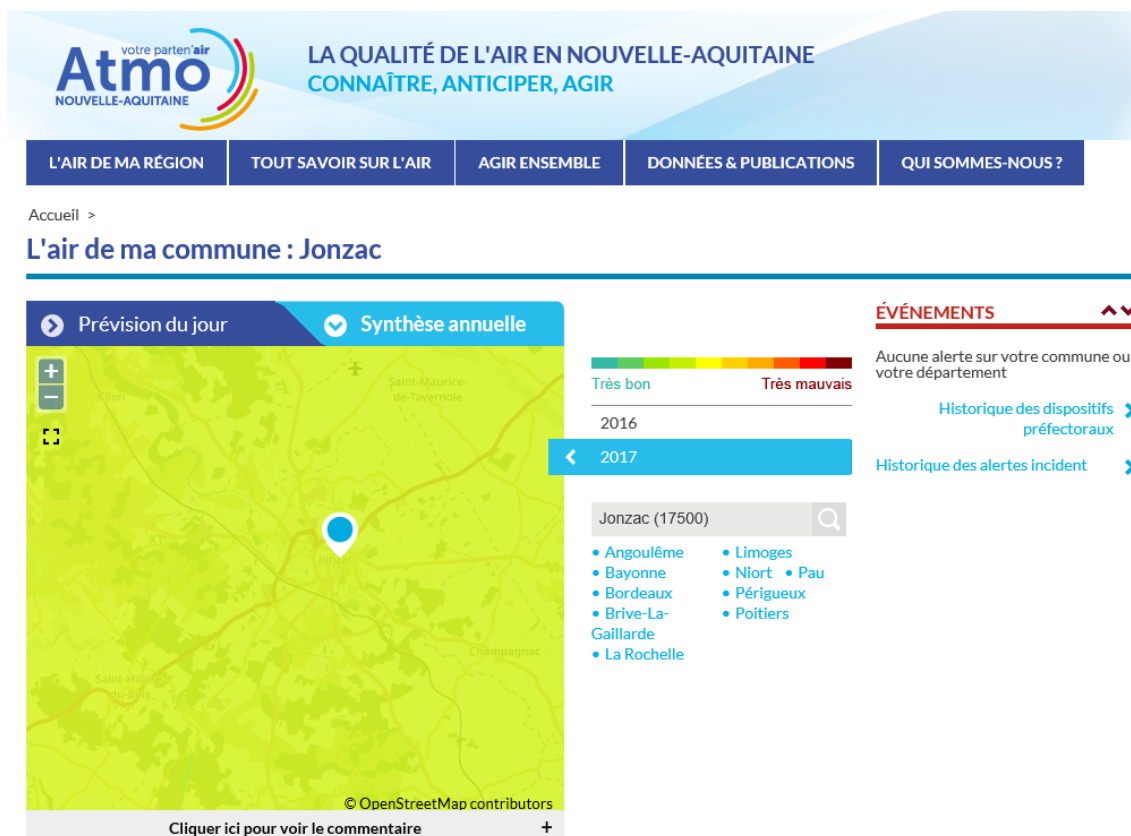 votre parten'air
Atmo
NOUVELLE-AQUITAINE
LA QUALITÉ DE L'AIR EN NOUVELLE-AQUITAINE
CONNAÎTRE, ANTICIPER, AGIR
L'AIR DE MA RÉGION
TOUT SAVOIR SUR L'AIR
AGIR ENSEMBLE
DONNÉES & PUBLICATIONS
QUI SOMMES-NOUS ?
Accueil >
L'air de ma commune : Jonzac
Prévision du jour
Synthèse annuelle
+
−
Clion
Saint-Maurice-
de-Tavernole
Jonzac
Champagnac
Saint-Hilaire-
du-Bois
© OpenStreetMap contributors
Cliquer ici pour voir le commentaire +
Très bon
Très mauvais
2016
2017
Jonzac (17500)
• Angoulême
• Bayonne
• Bordeaux
• Brive-La-
Gaillarde
• La Rochelle
• Limoges
• Niort • Pau
• Périgueux
• Poitiers
ÉVÉNEMENTS
Aucune alerte sur votre commune ou
votre département
Historique des dispositifs
préfectoraux
Historique des alertes incident